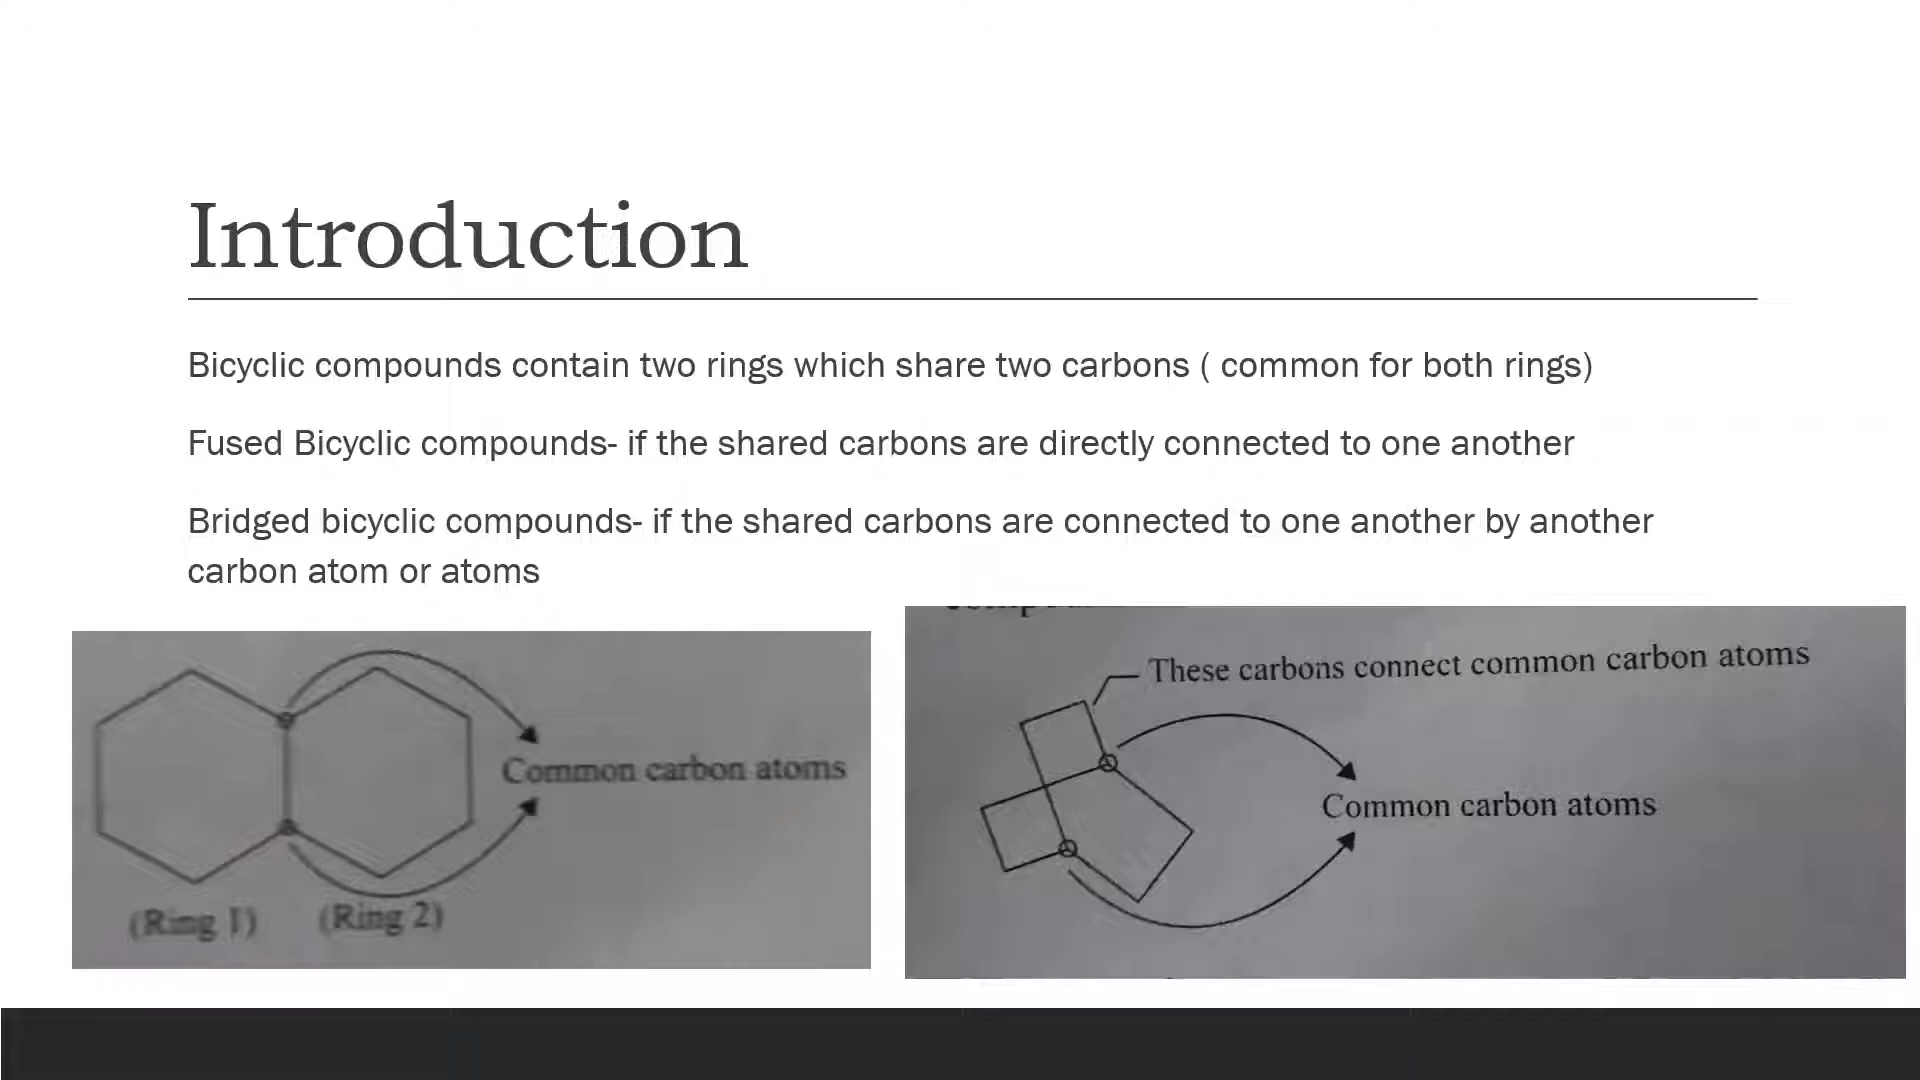 Introduction
Bicyclic compounds contain two rings which share two carbons ( common for both rings)
Fused Bicyclic compounds- if the shared carbons are directly connected to one another
Bridged bicyclic compounds- if the shared carbons are connected to one another by another
carbon atom or atoms
Common carbon atoms
(Ring 1) (Ring 2)
These carbons connect common carbon atoms
Common carbon atoms